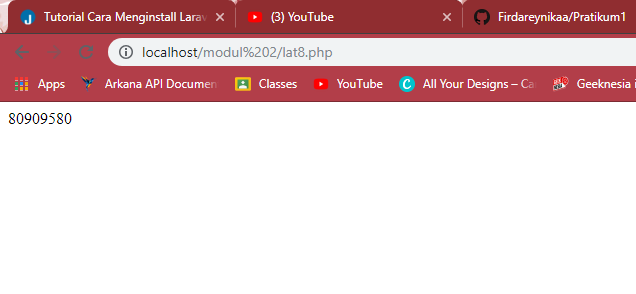 Tutorial Cara Menginstall Larav
(3) YouTube
Firdareynikaa/Pratikum1
localhost/modul%202/lat8.php
Apps
Arkana API Documen
Classes
YouTube
All Your Designs – Ca
Geeknesia i
80909580